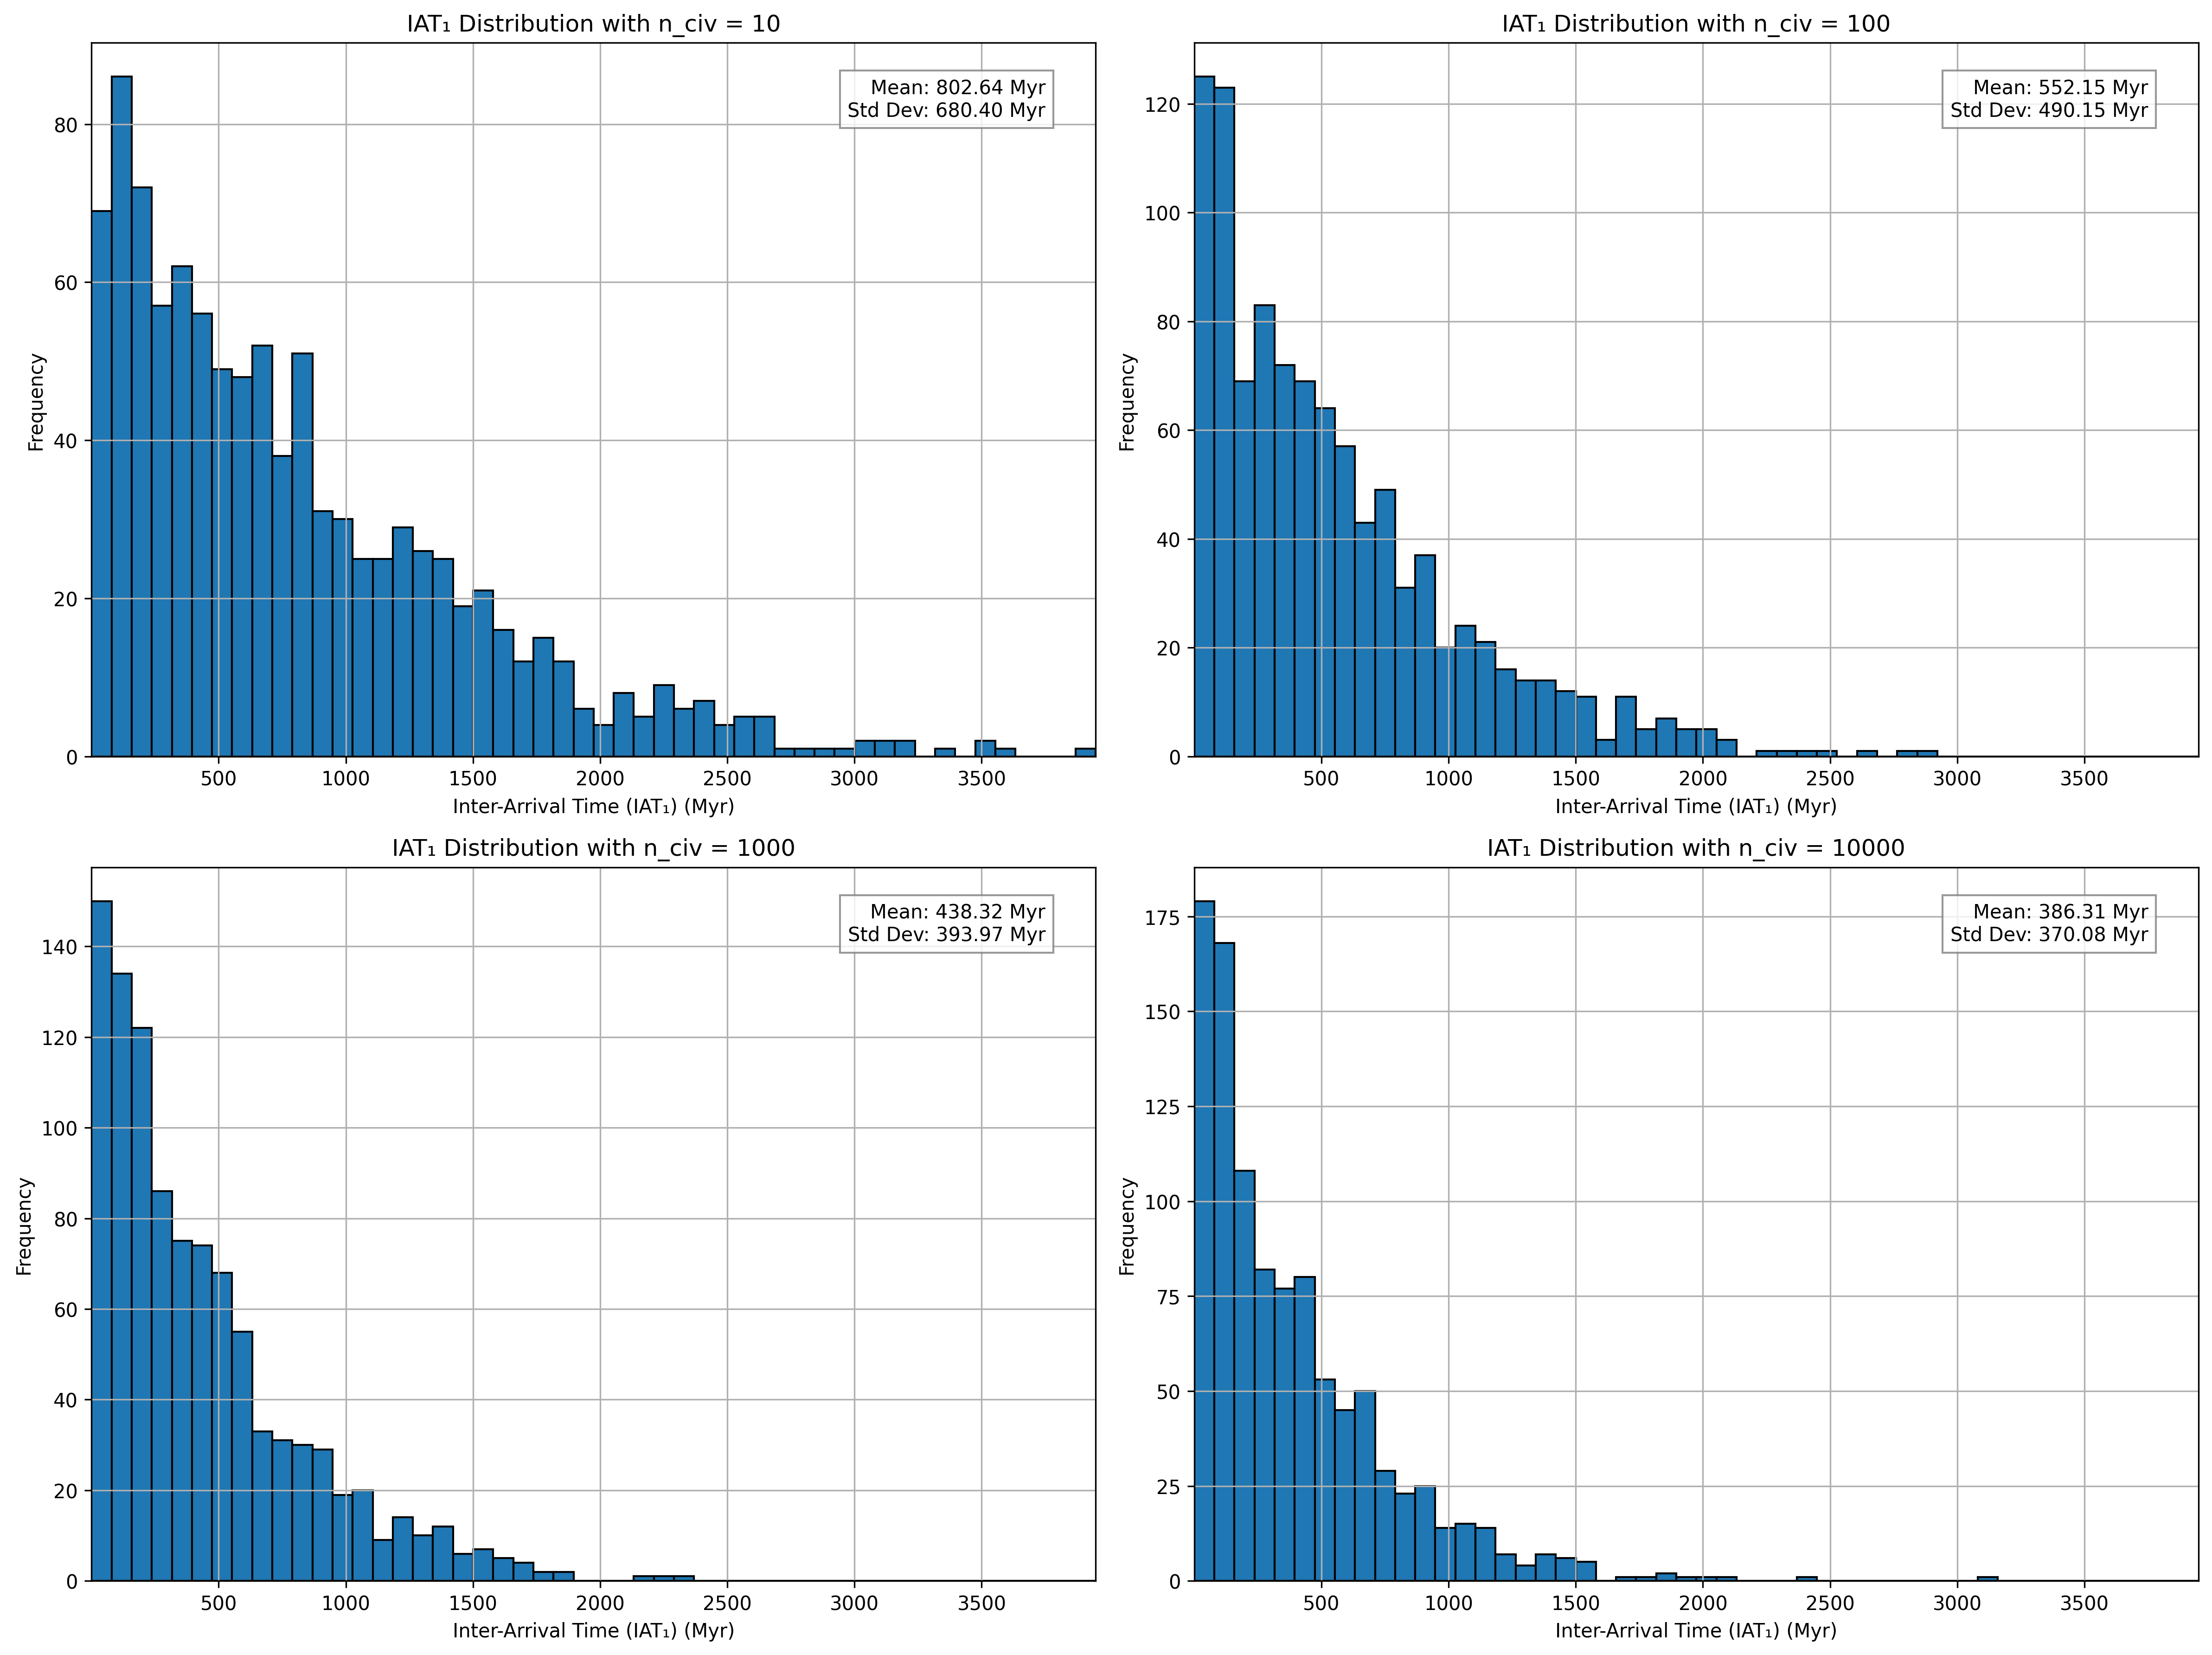 IAT₁ Distribution with n_civ = 10
Mean: 802.64 Myr
Std Dev: 680.40 Myr
Frequency
80
60
40
20
0
500 1000 1500 2000 2500 3000 3500
Inter-Arrival Time (IAT₁) (Myr)
IAT₁ Distribution with n_civ = 100
Mean: 552.15 Myr
Std Dev: 490.15 Myr
Frequency
120
100
80
60
40
20
0
500 1000 1500 2000 2500 3000 3500
Inter-Arrival Time (IAT₁) (Myr)
IAT₁ Distribution with n_civ = 1000
Mean: 438.32 Myr
Std Dev: 393.97 Myr
Frequency
140
120
100
80
60
40
20
0
500 1000 1500 2000 2500 3000 3500
Inter-Arrival Time (IAT₁) (Myr)
IAT₁ Distribution with n_civ = 10000
Mean: 386.31 Myr
Std Dev: 370.08 Myr
Frequency
175
150
125
100
75
50
25
0
500 1000 1500 2000 2500 3000 3500
Inter-Arrival Time (IAT₁) (Myr)